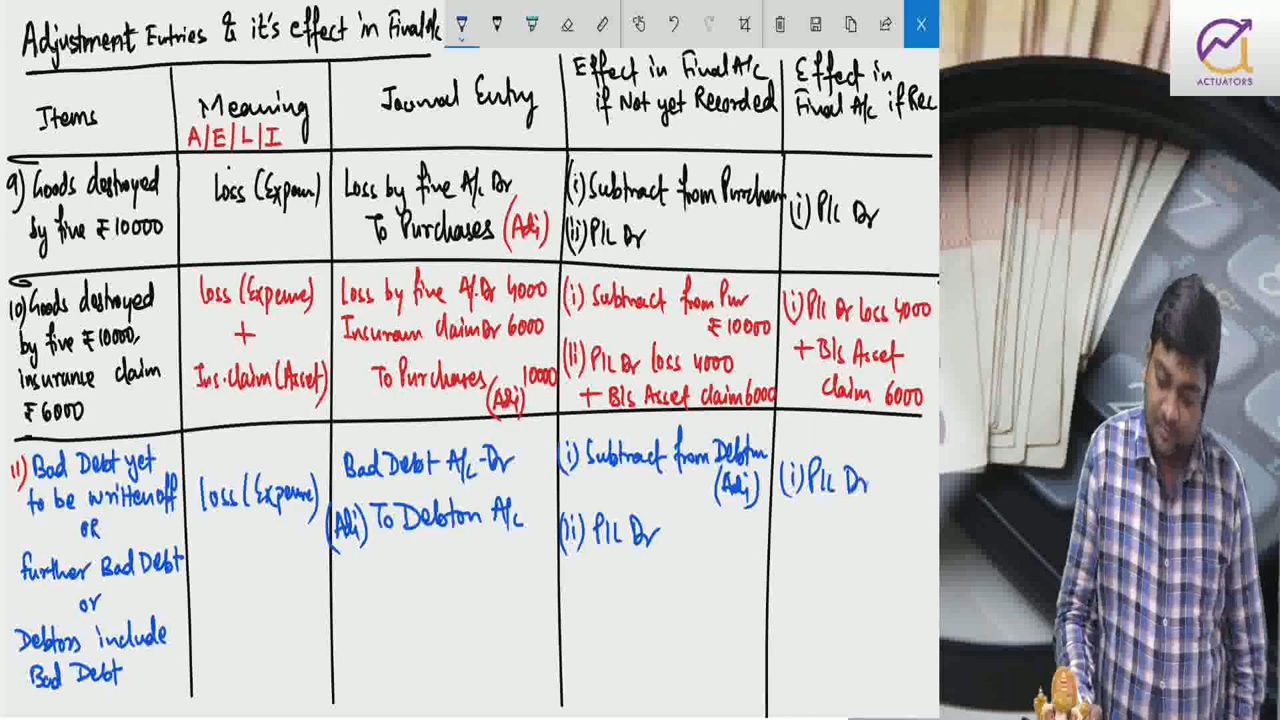 Adjustment Entries & it's effect in Final A/c
Items
Meaning
A/E/L/I
Journal Entry
Effect in Final A/c
if Not yet Recorded
Effect in
Final A/c if Rec
9) Goods destroyed
by fire ₹ 10000
Loss (Expen)
Loss by fire A/c Dr
To Purchases (Adj)
(i) Subtract from Purchases
(ii) P/L Dr
(i) P/L Dr
10) Goods destroyed
by fire ₹ 10000,
insurance claim
₹ 6000
Loss (Expense)
+
Ins. claim (Asset)
Loss by fire A/c Dr 4000
Insuran claim Dr 6000
To Purchases 10000
(Adj)
(i) Subtract from Pur
₹ 10000
(ii) P/L Dr loss 4000
+ B/s Asset claim 6000
(i) P/L Dr loss 4000
+ B/s Asset
claim 6000
11) Bad Debt yet
to be written off
OR
further Bad Debt
or
Debtors include
Bad Debt
Loss (Expense)
Bad Debt A/c - Dr
(Adj) To Debtors A/c
(i) Subtract from Debtors
(Adj)
(ii) P/L Dr
(i) P/L Dr
ACTUATORS